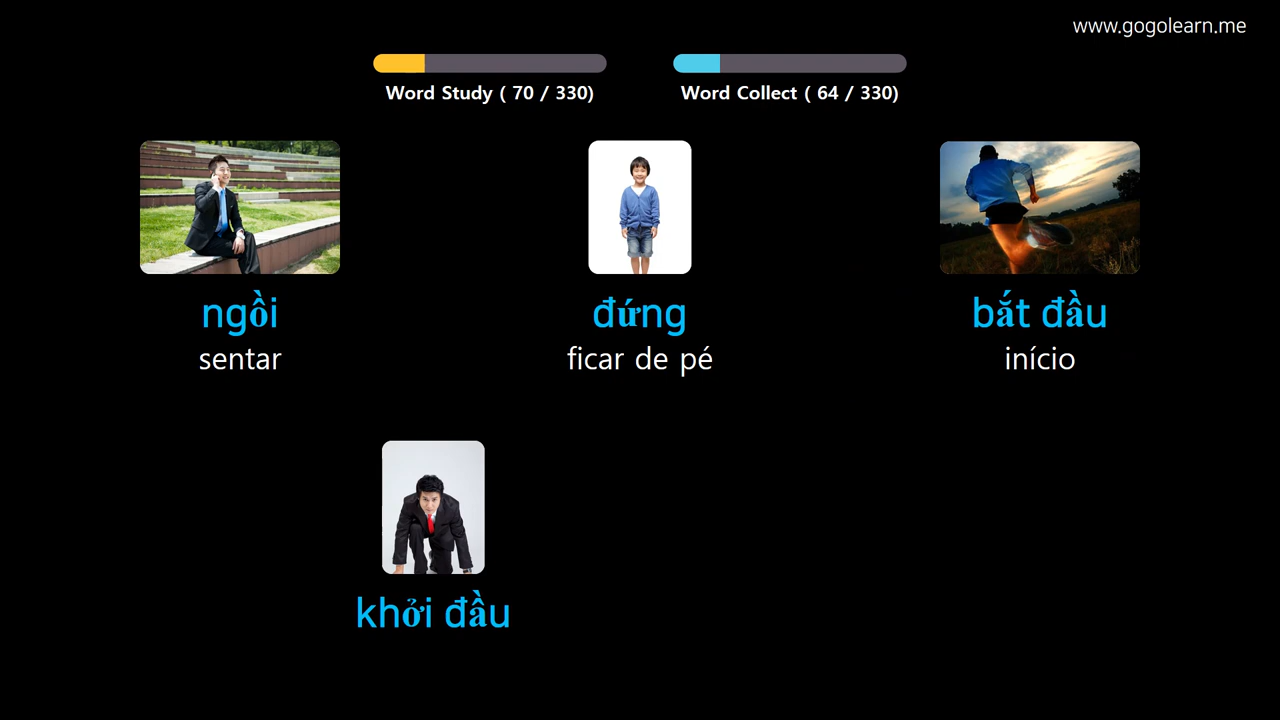 www.gogolearn.me
Word Study ( 70 / 330)
Word Collect ( 64 / 330)
ngồi
đứng
bắt đầu
sentar
ficar de pé
início
khởi đầu